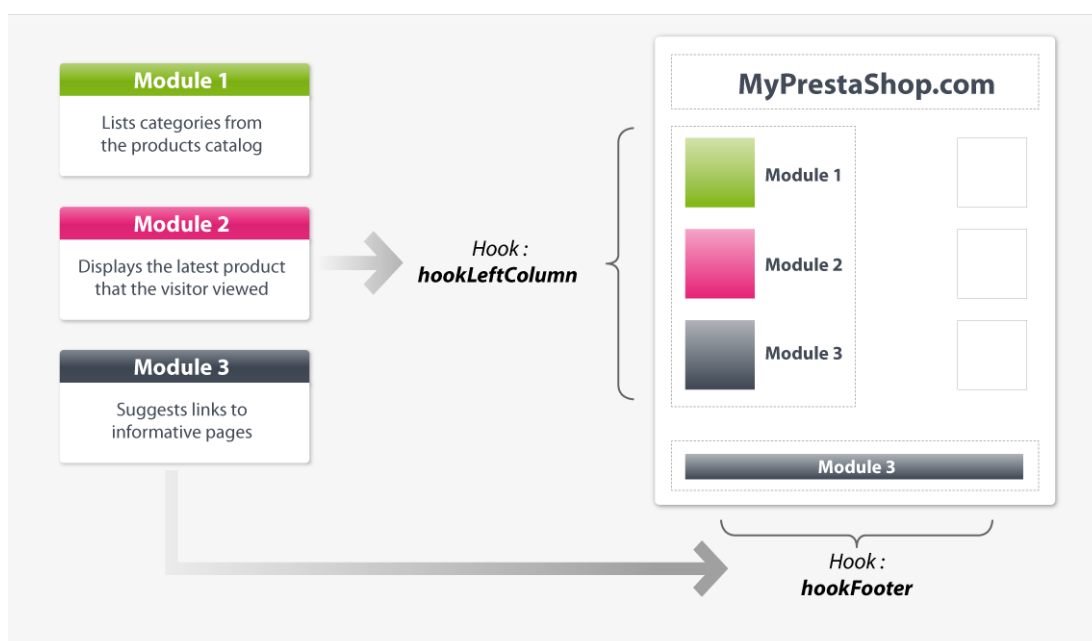 Module 1
Lists categories from
the products catalog
Module 2
Displays the latest product
that the visitor viewed
Module 3
Suggests links to
informative pages
Hook :
hookLeftColumn
MyPrestaShop.com
Module 1
Module 2
Module 3
Module 3
Hook :
hookFooter